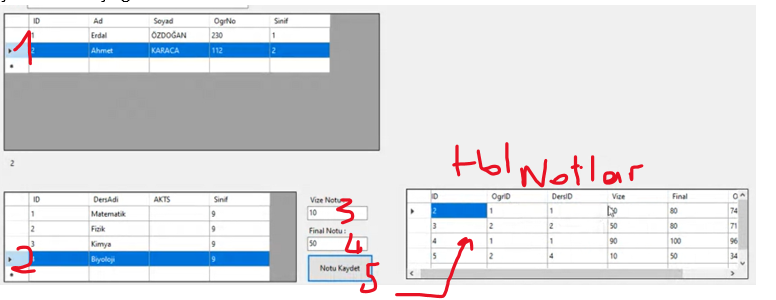 ID Ad Soyad OgrNo Sinif
1 Erdal ÖZDOĞAN 230 1
2 Ahmet KARACA 112 2
1
2
tbl Notlar
ID DersAdi AKTS Sinif
1 Matematik 9
2 Fizik 9
3 Kimya 9
Biyoloji 9
2
Vize Notu :
10
3
Final Notu :
50
4
Notu Kaydet
5
ID OgrID DersID Vize Final
2 1 1 80 74
3 2 2 50 80 71
4 1 1 90 100 96
5 2 4 10 50 34